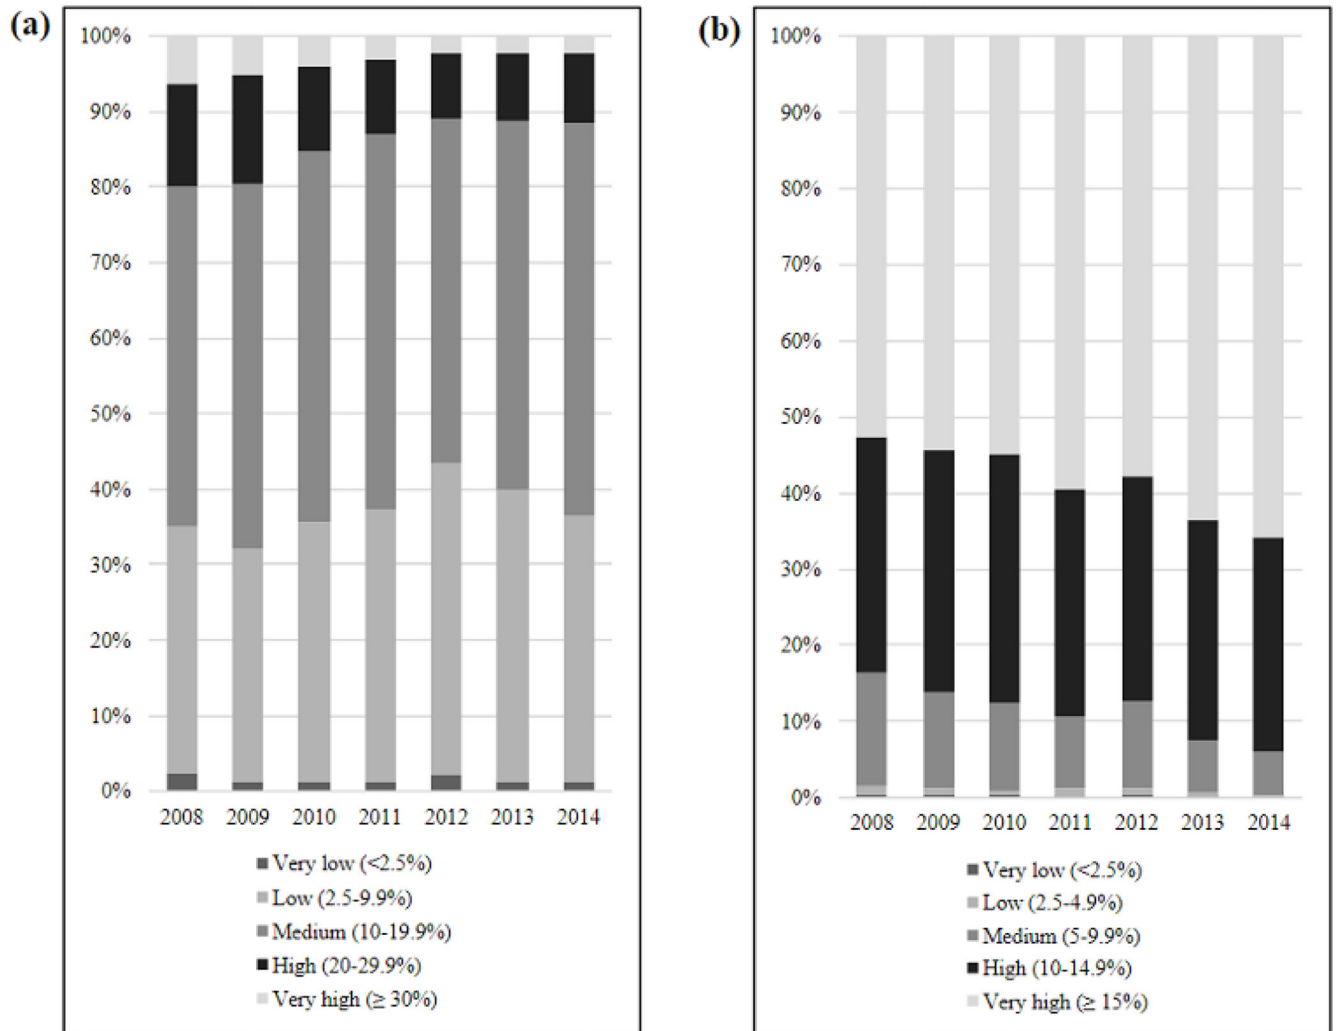 (a)
100%
90%
80%
70%
60%
50%
40%
30%
20%
10%
0%
2008 2009 2010 2011 2012 2013 2014
Very low (<2.5%)
Low (2.5-9.9%)
Medium (10-19.9%)
High (20-29.9%)
Very high (≥ 30%)
(b)
100%
90%
80%
70%
60%
50%
40%
30%
20%
10%
0%
2008 2009 2010 2011 2012 2013 2014
Very low (<2.5%)
Low (2.5-4.9%)
Medium (5-9.9%)
High (10-14.9%)
Very high (≥ 15%)